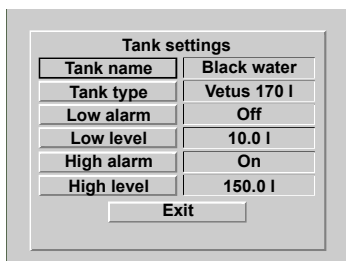 Tank settings
Tank name Black water
Tank type Vetus 170 l
Low alarm Off
Low level 10.0 l
High alarm On
High level 150.0 l
Exit